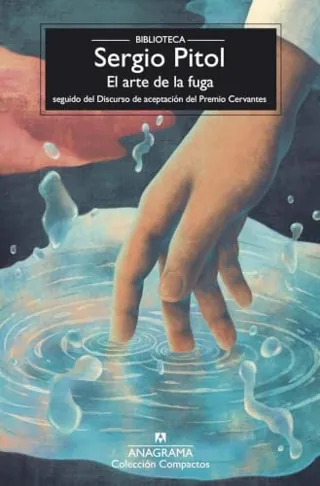 BIBLIOTECA
Sergio Pitol
El arte de la fuga
seguido del Discurso de aceptación del Premio Cervantes
ANAGRAMA
Colección Compactos